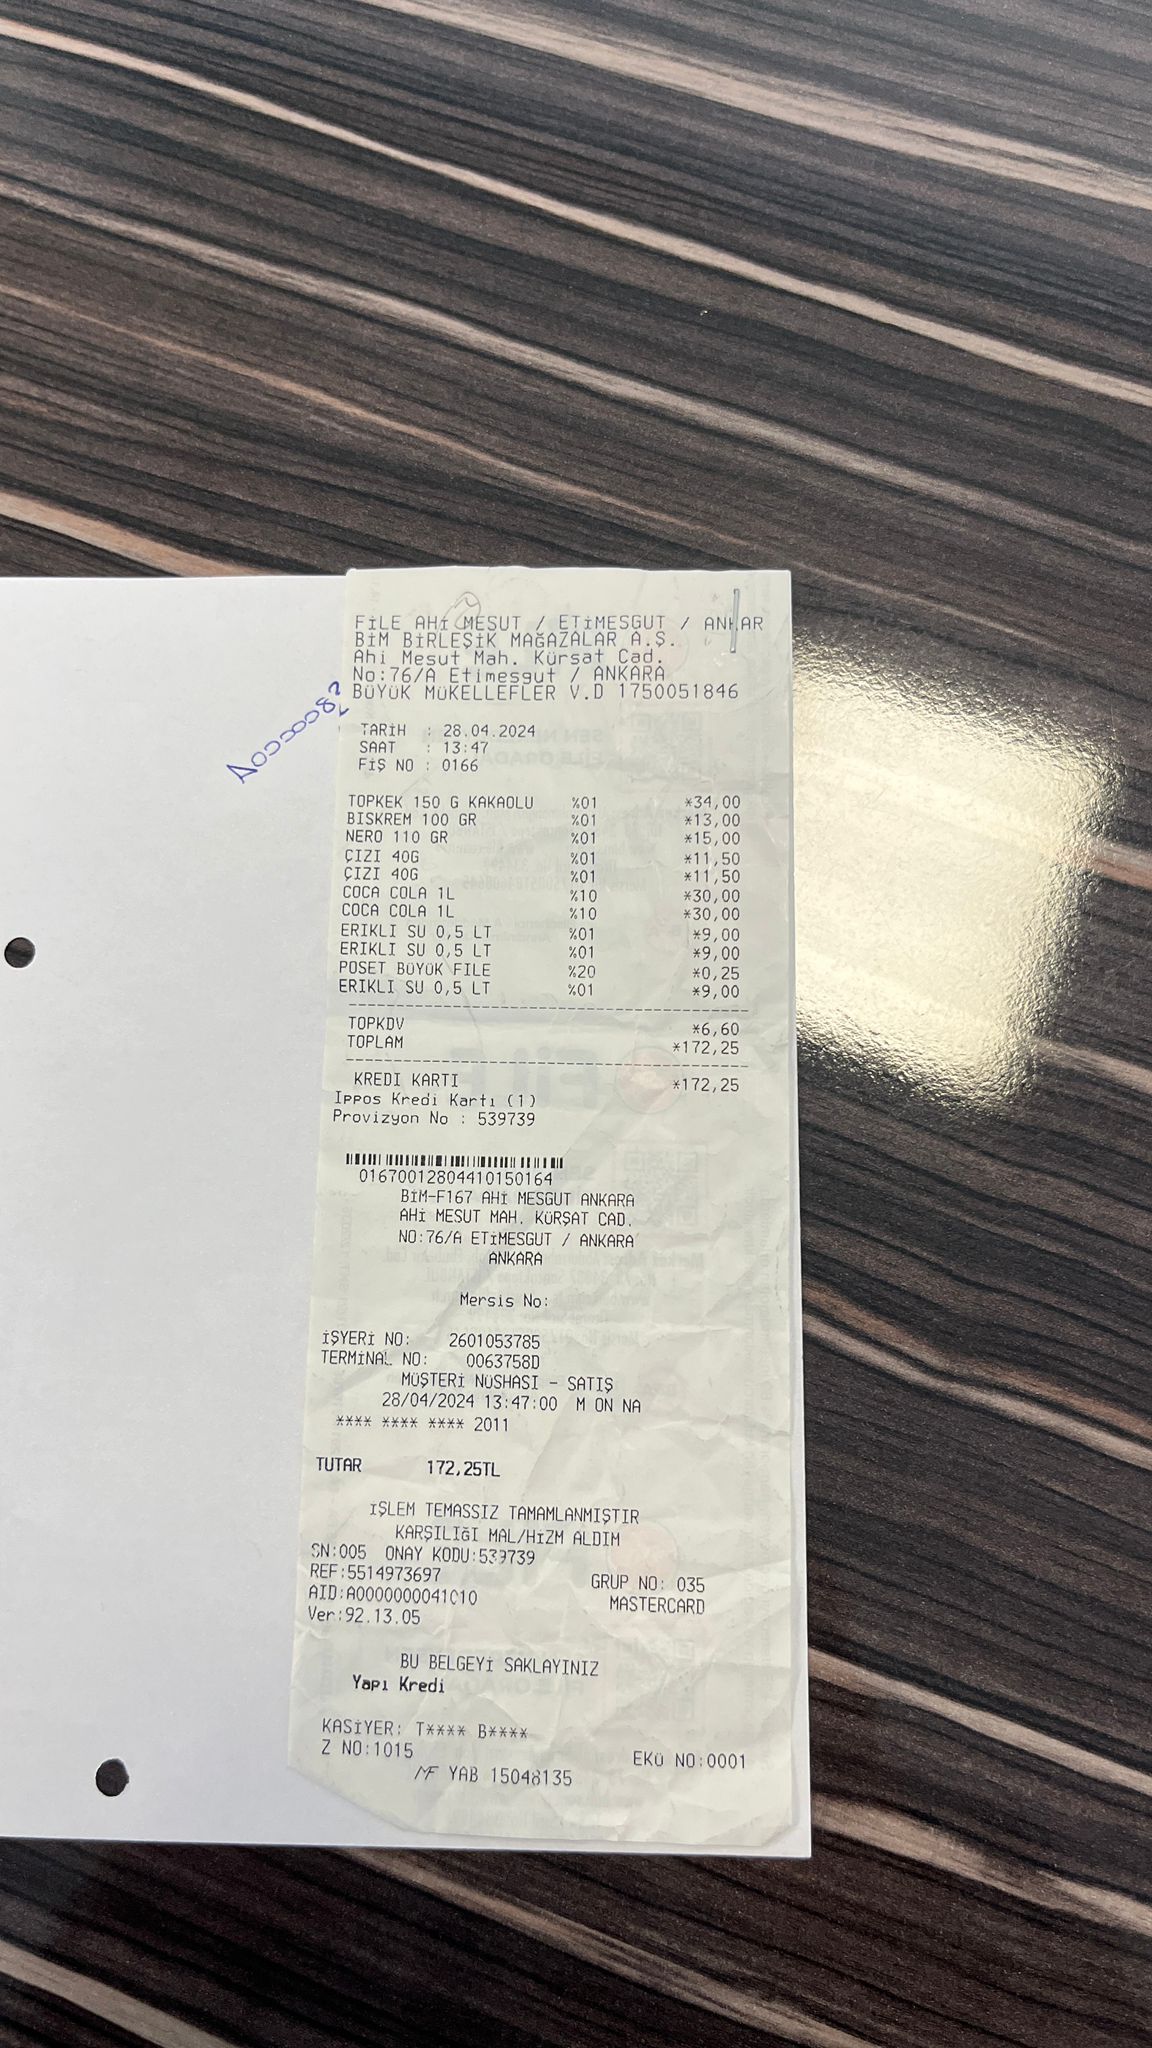 FİLE AHİ MESUT / ETİMESGUT / ANKAR
BİM BİRLEŞİK MAĞAZALAR A.Ş.
Ahi Mesut Mah. Kürsat Cad.
No:76/A Etimesgut / ANKARA
BÜYÜK MÜKELLEFLER V.D 1750051846
TARİH : 28.04.2024
SAAT : 13:47
FİŞ NO : 0166
TOPKEK 150 G KAKAOLU %01 *34,00
BISKREM 100 GR %01 *13,00
NERO 110 GR %01 *15,00
ÇIZI 40G %01 *11,50
ÇIZI 40G %01 *11,50
COCA COLA 1L %10 *30,00
COCA COLA 1L %10 *30,00
ERIKLI SU 0,5 LT %01 *9,00
ERIKLI SU 0,5 LT %01 *9,00
POSET BÜYÜK FILE %20 *0,25
ERIKLI SU 0,5 LT %01 *9,00
TOPKDV *6,60
TOPLAM *172,25
KREDI KARTI *172,25
Ippos Kredi Kartı (1)
Provizyon No : 539739
01670012804410150164
BİM-F167 AHİ MESGUT ANKARA
AHİ MESUT MAH. KÜRŞAT CAD.
NO:76/A ETİMESGUT / ANKARA
ANKARA
Mersis No:
İŞYERİ NO: 2601053785
TERMİNAL NO: 0063758D
MÜŞTERİ NÜSHASI - SATIŞ
28/04/2024 13:47:00 M ON NA
**** **** **** 2011
TUTAR 172,25TL
İŞLEM TEMASSIZ TAMAMLANMIŞTIR
KARŞILIĞI MAL/HİZM ALDIM
SN:005 ONAY KODU:539739
REF:5514973697 GRUP NO: 035
AID:A0000000041010 MASTERCARD
Ver:92.13.05
BU BELGEYİ SAKLAYINIZ
Yapı Kredi
KASİYER: T**** B****
Z NO:1015 EKÜ NO:0001
MF YAB 15048135